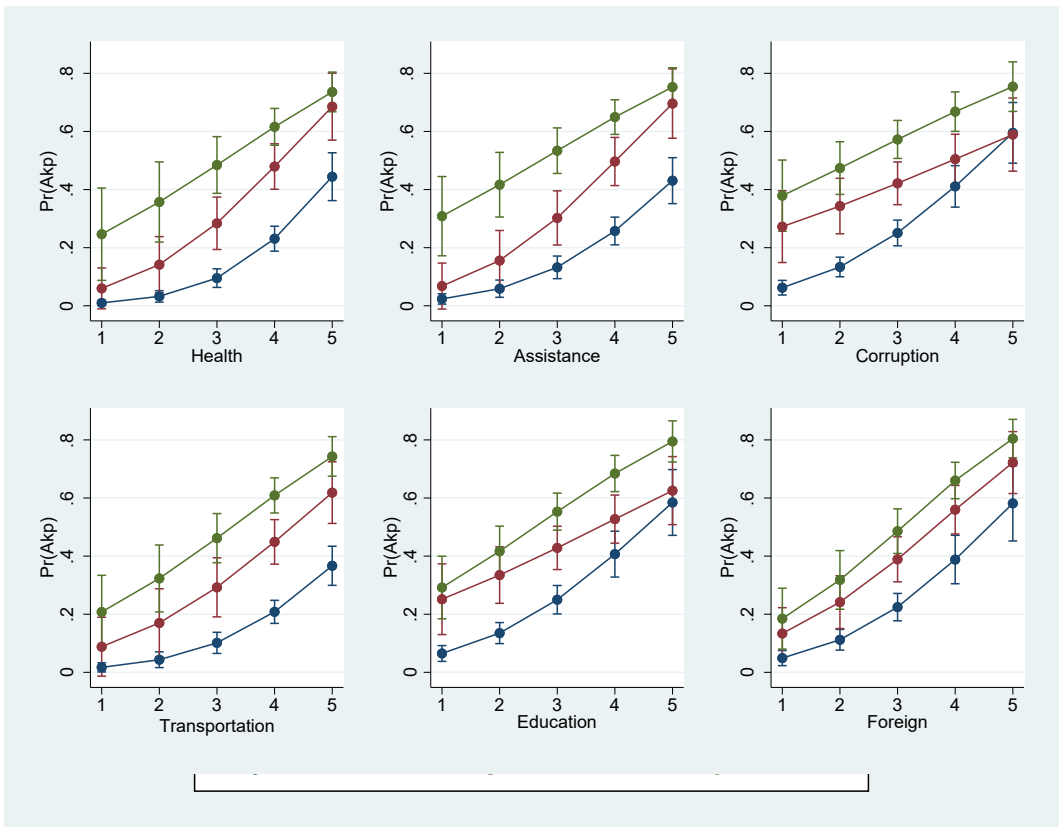 Pr(Akp)
.8
.6
.4
.2
0
1 2 3 4 5
Health
Pr(Akp)
.8
.6
.4
.2
0
1 2 3 4 5
Assistance
Pr(Akp)
.8
.6
.4
.2
0
1 2 3 4 5
Corruption
Pr(Akp)
.8
.6
.4
.2
0
1 2 3 4 5
Transportation
Pr(Akp)
.8
.6
.4
.2
0
1 2 3 4 5
Education
Pr(Akp)
.8
.6
.4
.2
0
1 2 3 4 5
Foreign